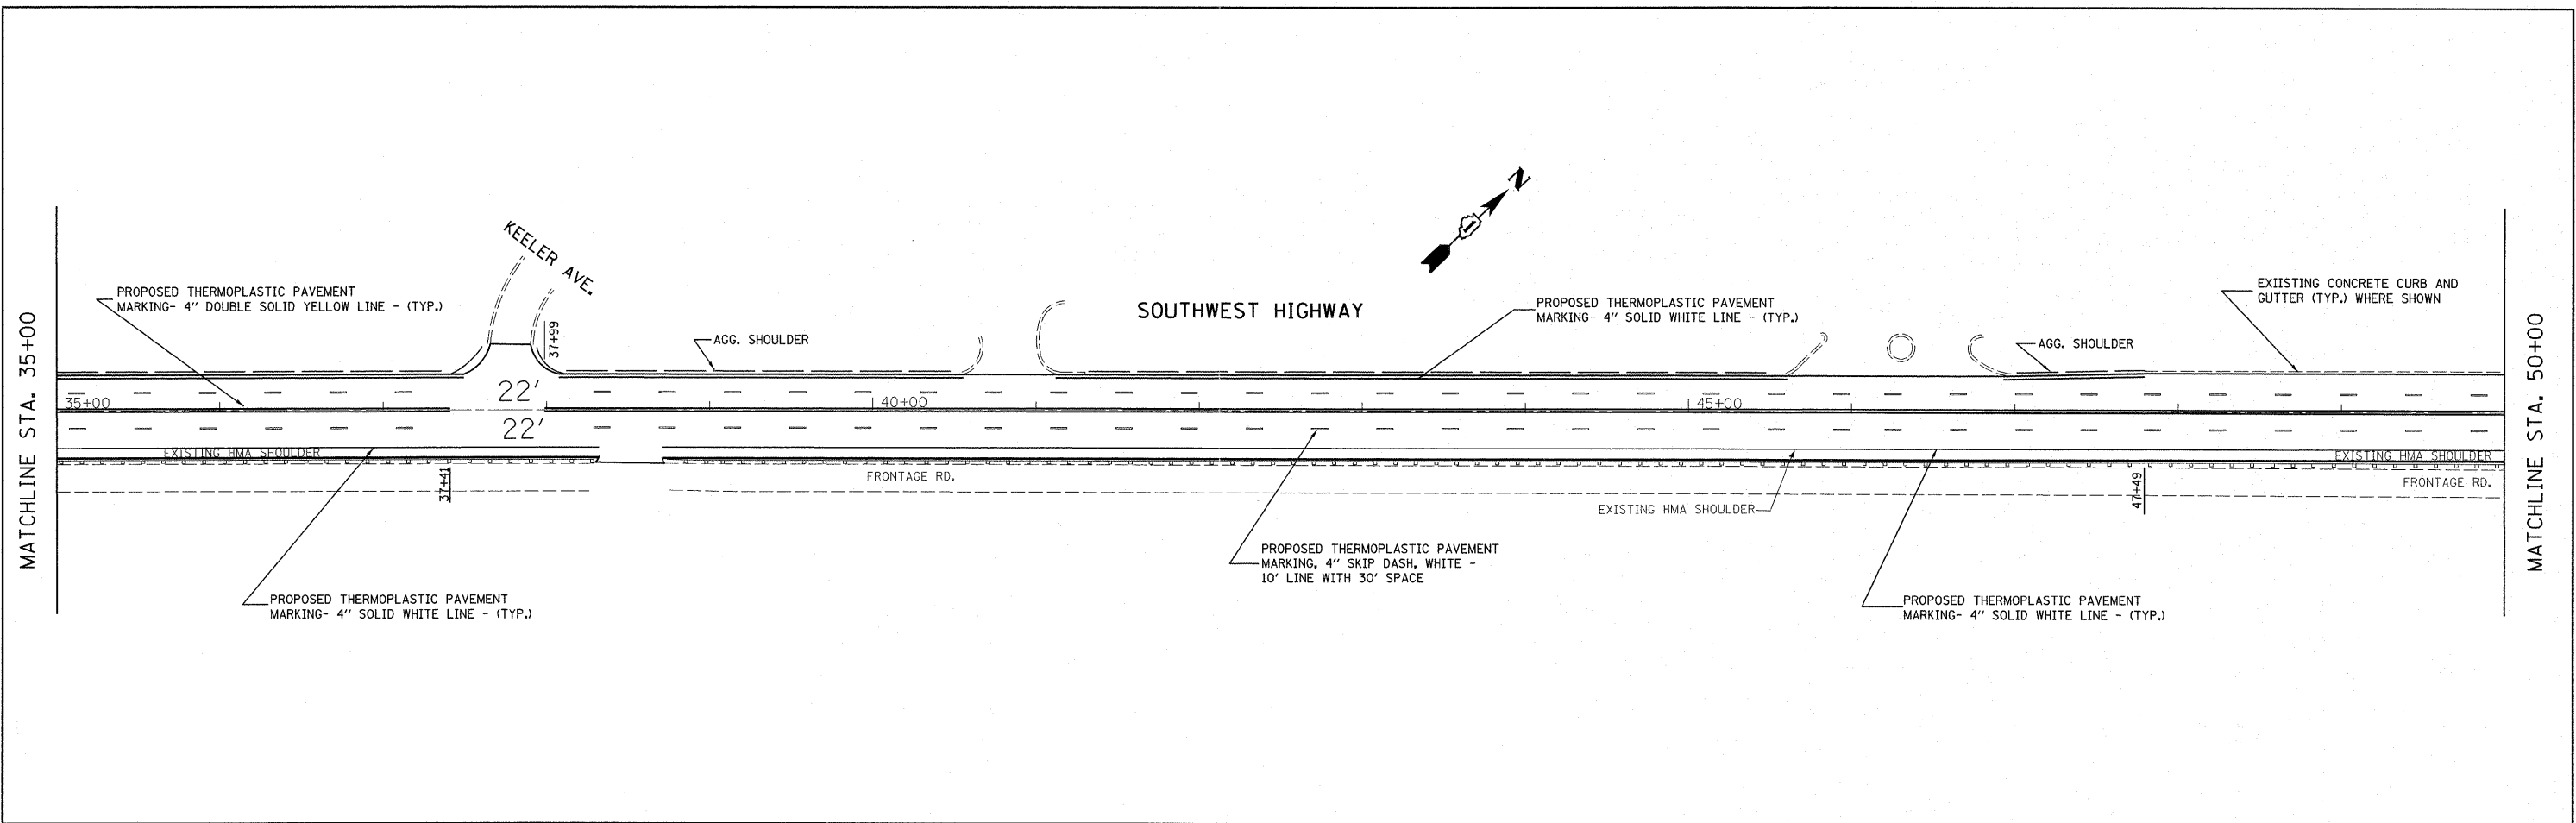 N
KEELER AVE.
SOUTHWEST HIGHWAY
PROPOSED THERMOPLASTIC PAVEMENT
MARKING- 4" DOUBLE SOLID YELLOW LINE - (TYP.)
PROPOSED THERMOPLASTIC PAVEMENT
MARKING- 4" SOLID WHITE LINE - (TYP.)
EXIISTING CONCRETE CURB AND
GUTTER (TYP.) WHERE SHOWN
MATCHLINE STA. 35+00
37+99
AGG. SHOULDER
AGG. SHOULDER
MATCHLINE STA. 50+00
22'
35+00
40+00
45+00
22'
EXISTING HMA SHOULDER
EXISTING HMA SHOULDER
37+41
FRONTAGE RD.
47+49
FRONTAGE RD.
EXISTING HMA SHOULDER
PROPOSED THERMOPLASTIC PAVEMENT
MARKING, 4" SKIP DASH, WHITE -
10' LINE WITH 30' SPACE
PROPOSED THERMOPLASTIC PAVEMENT
MARKING- 4" SOLID WHITE LINE - (TYP.)
PROPOSED THERMOPLASTIC PAVEMENT
MARKING- 4" SOLID WHITE LINE - (TYP.)